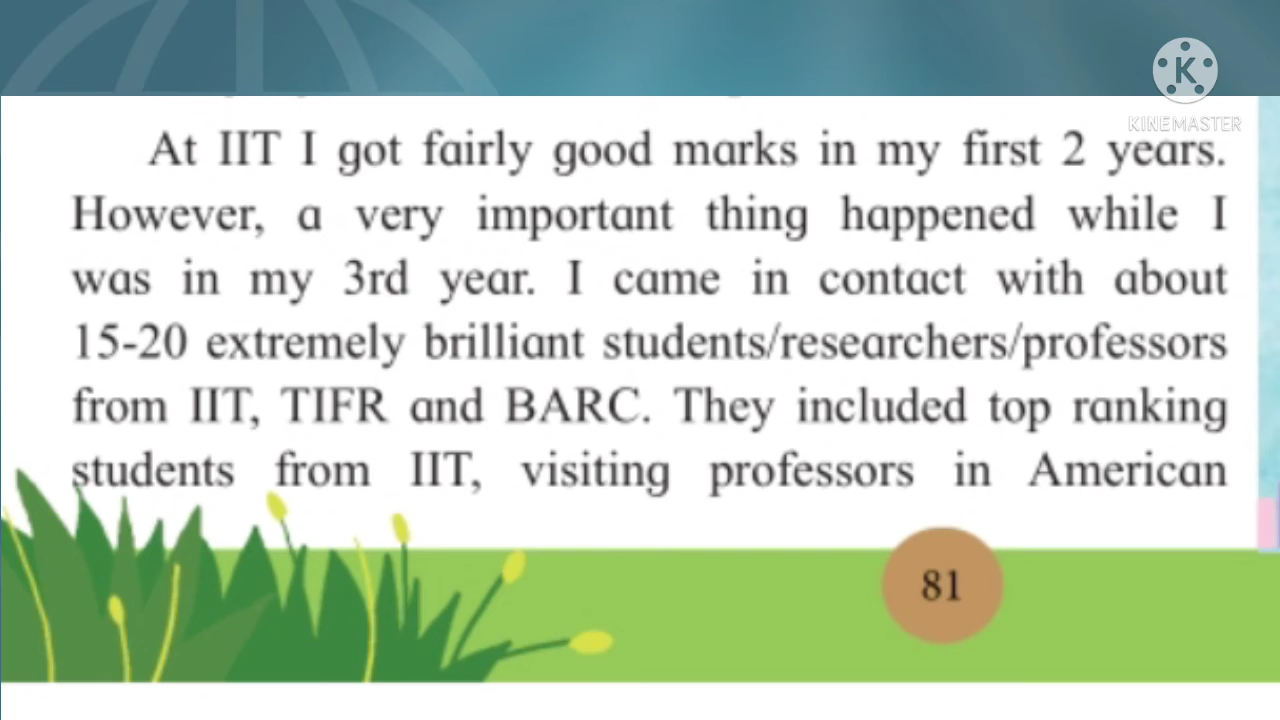 K
KINEMASTER
At IIT I got fairly good marks in my first 2 years.
However, a very important thing happened while I
was in my 3rd year. I came in contact with about
15-20 extremely brilliant students/researchers/professors
from IIT, TIFR and BARC. They included top ranking
students from IIT, visiting professors in American
81